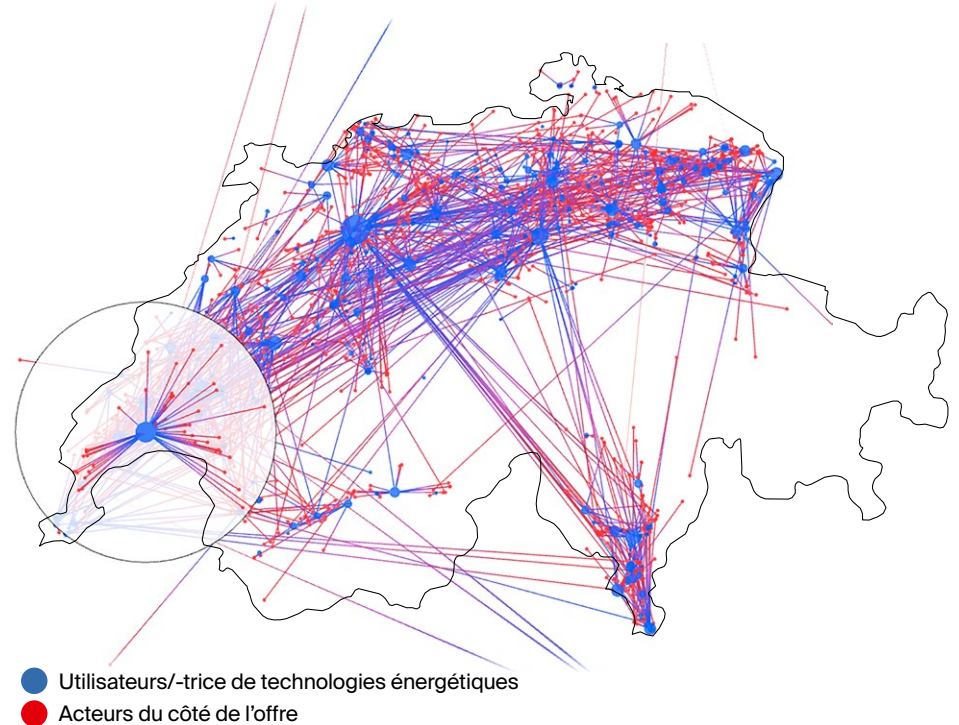 Utilisateurs/-trice de technologies énergétiques
Acteurs du côté de l’offre